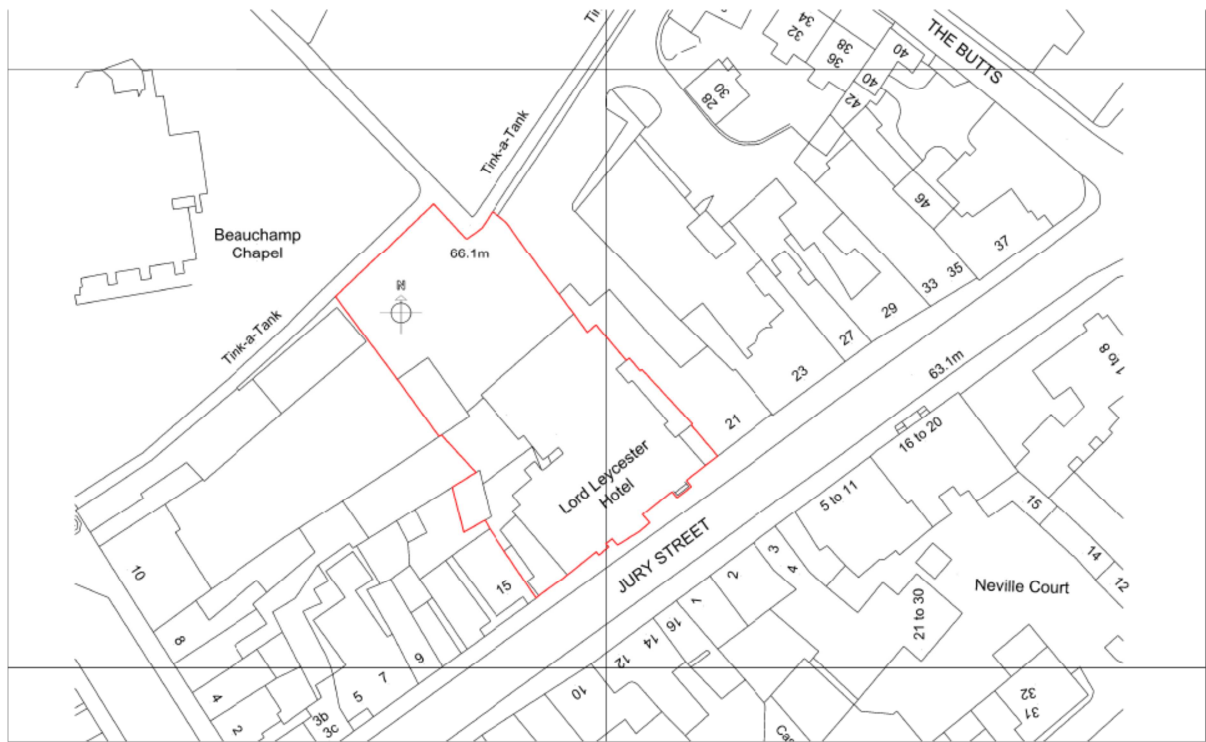 34
32
38
36
40
40
42
THE BUTTS
30
28
Tink-a-Tank
46
37
35
33
29
27
23
21
Beauchamp
Chapel
66.1m
N
Tink-a-Tank
63.1m
1 to 8
16 to 20
Lord Leycester
Hotel
5 to 11
15
14
12
JURY STREET
3
4
2
1
Neville Court
21 to 30
10
15
8
9
7
5
4
2
3b
3c
16
14
12
10
32
31